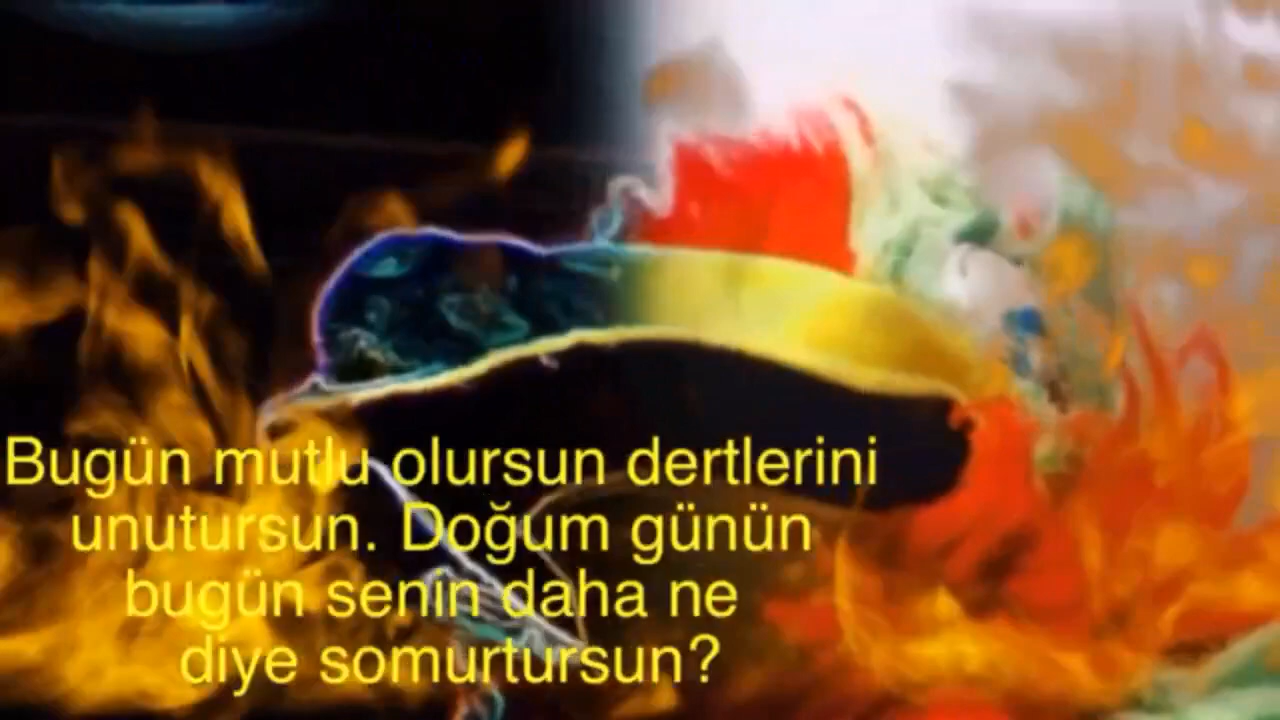 Bugün mutlu olursun dertlerini
unutursun. Doğum günün
bugün senin daha ne
diye somurtursun?